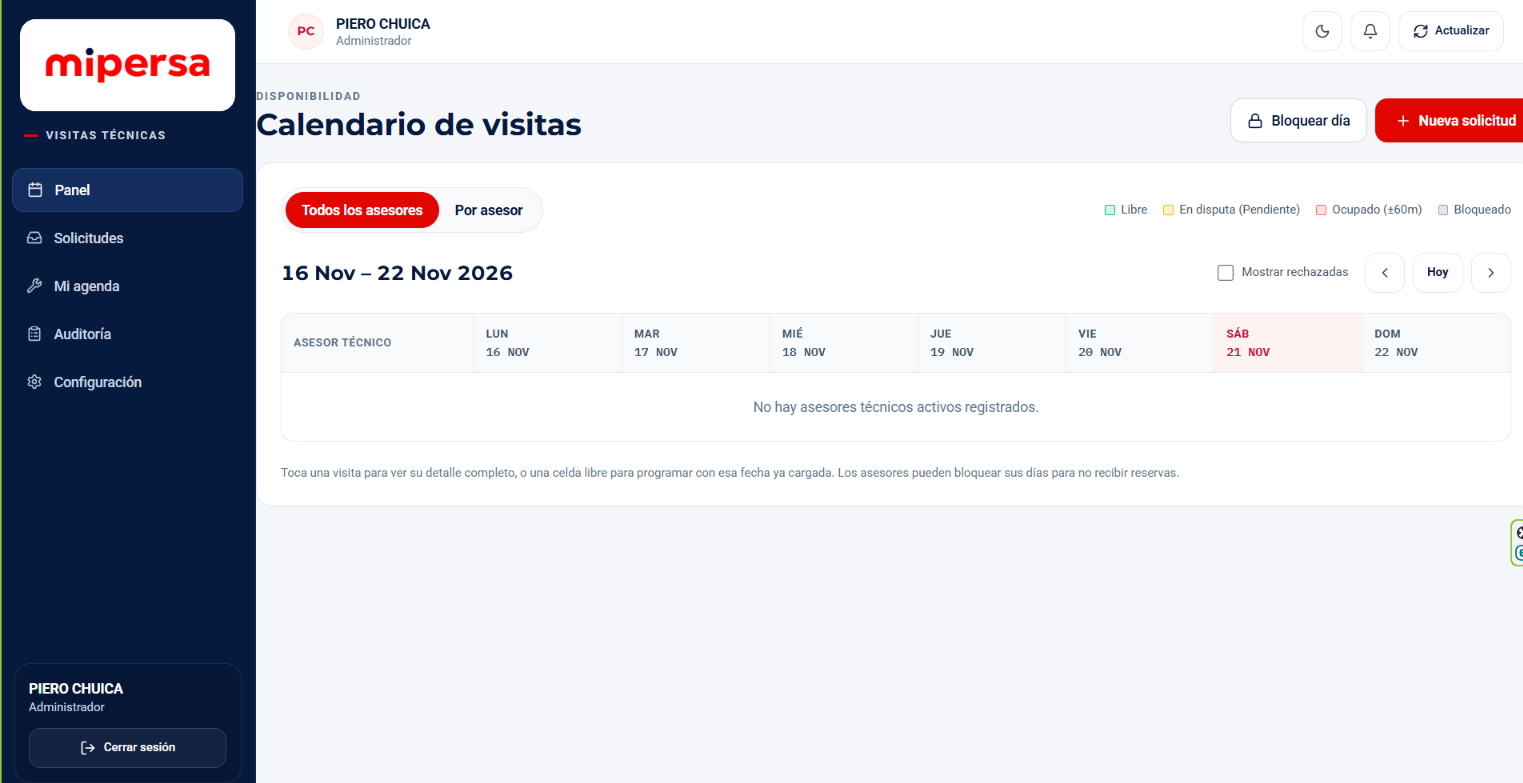 mipersa
VISITAS TÉCNICAS
Panel
Solicitudes
Mi agenda
Auditoría
Configuración
PIERO CHUICA
Administrador
Cerrar sesión
PC
PIERO CHUICA
Administrador
Actualizar
DISPONIBILIDAD
Calendario de visitas
Bloquear día
Nueva solicitud
Todos los asesores
Por asesor
Libre
En disputa (Pendiente)
Ocupado (±60m)
Bloqueado
16 Nov – 22 Nov 2026
Mostrar rechazadas
Hoy
ASESOR TÉCNICO
LUN
16 NOV
MAR
17 NOV
MIÉ
18 NOV
JUE
19 NOV
VIE
20 NOV
SÁB
21 NOV
DOM
22 NOV
No hay asesores técnicos activos registrados.
Toca una visita para ver su detalle completo, o una celda libre para programar con esa fecha ya cargada. Los asesores pueden bloquear sus días para no recibir reservas.